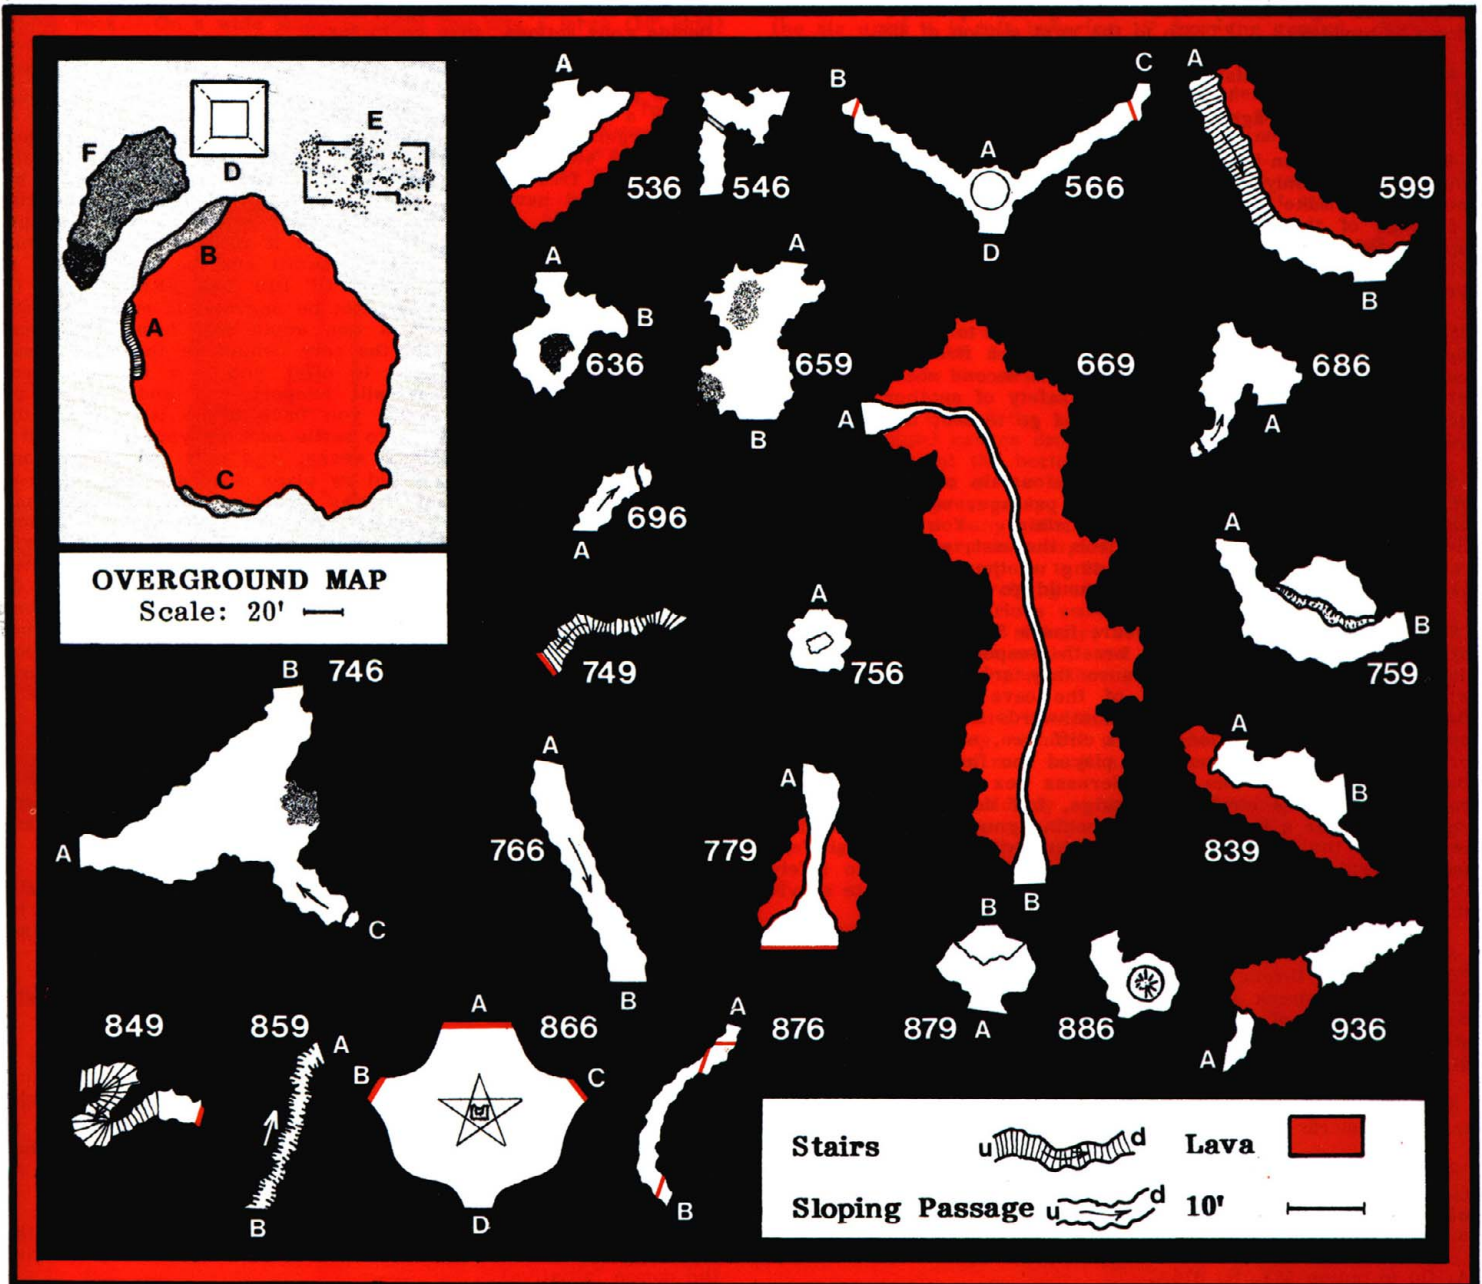 F
D
E
B
A
C
OVERGROUND MAP
Scale: 20'
A
536
546
B
C
A
566
D
A
599
B
A
B
636
A
659
B
669
A
B
686
A
696
A
749
A
756
A
B
759
B
746
A
C
A
766
B
A
779
A
B
839
849
859
A
B
A
866
B
C
D
A
876
B
B
879
A
886
936
A
Stairs
u
d
Lava
Sloping Passage
u
d
10'